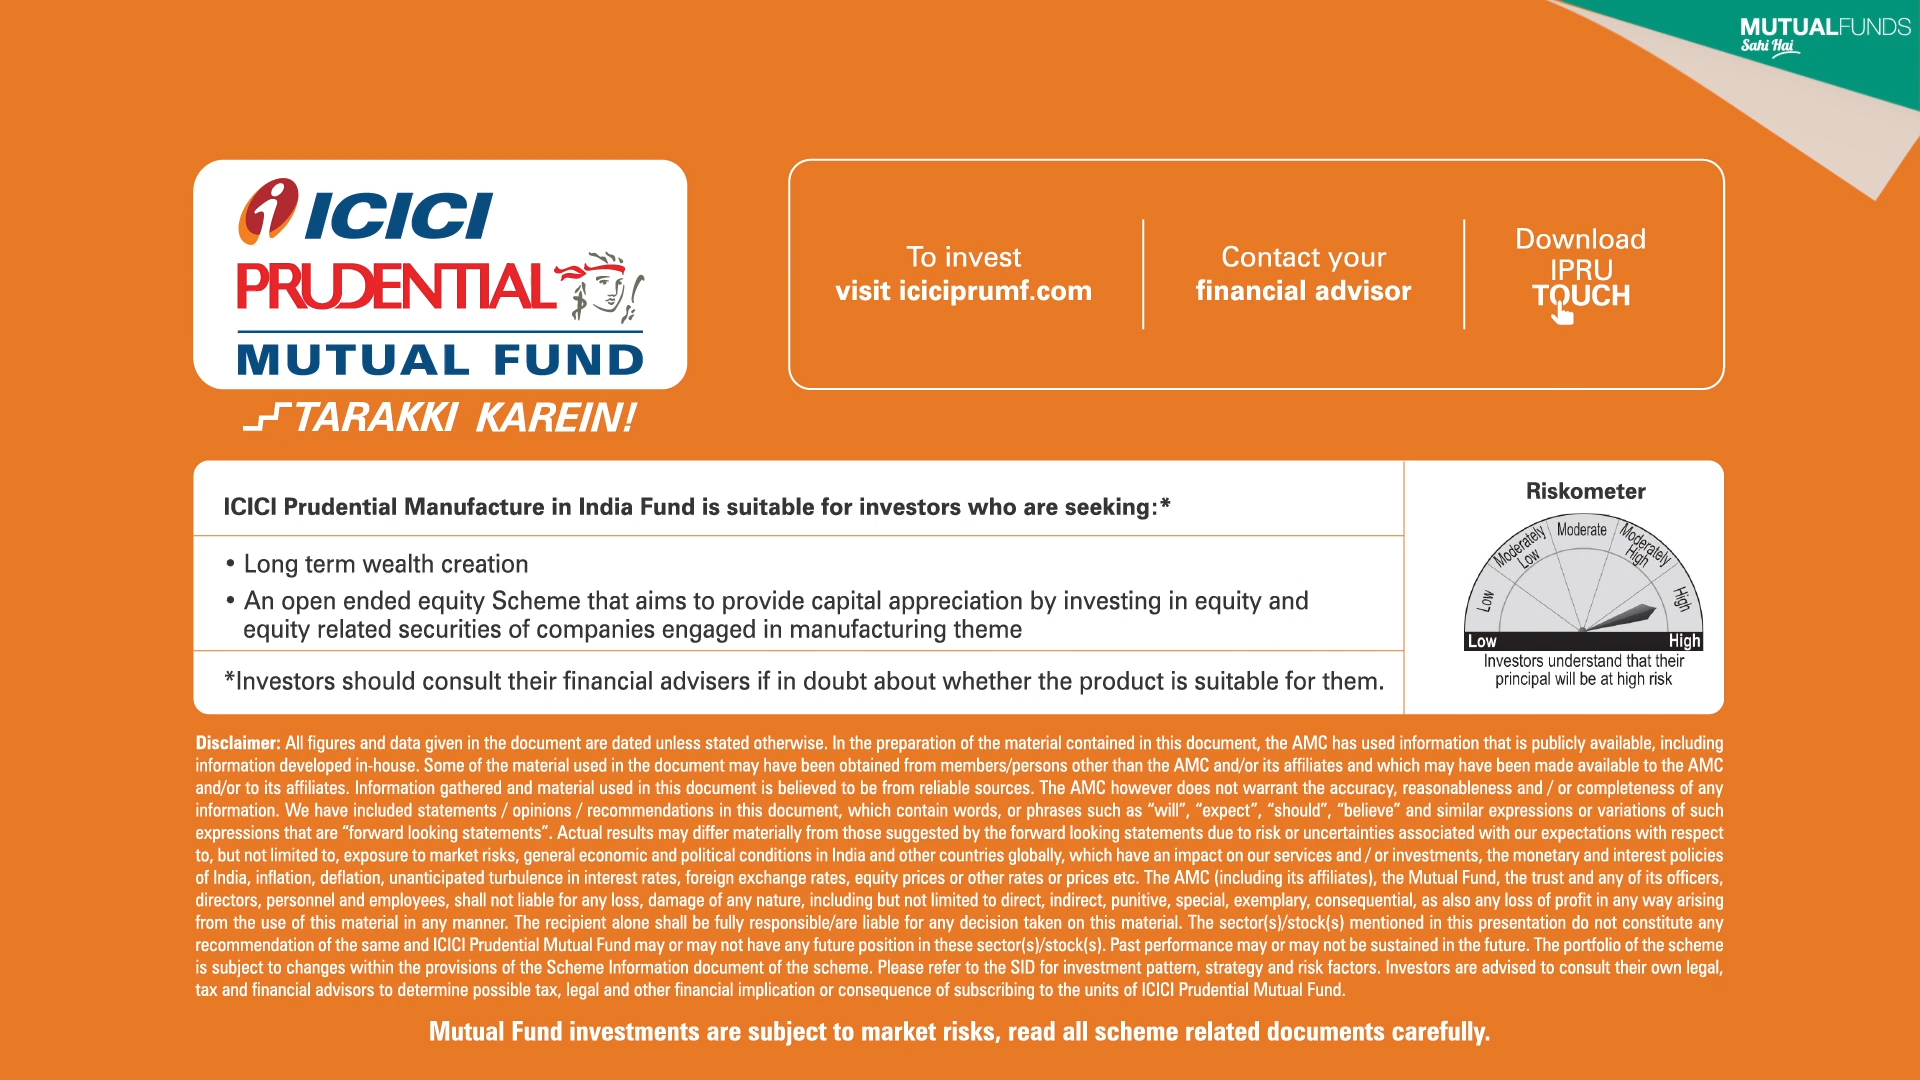 MUTUALFUNDS
Sahi Hai
ICICI
PRUDENTIAL
MUTUAL FUND
TARAKKI KAREIN!
To invest
visit iciciprumf.com
Contact your
financial advisor
Download
IPRU
TOUCH
ICICI Prudential Manufacture in India Fund is suitable for investors who are seeking:*
• Long term wealth creation
• An open ended equity Scheme that aims to provide capital appreciation by investing in equity and
equity related securities of companies engaged in manufacturing theme
*Investors should consult their financial advisers if in doubt about whether the product is suitable for them.
Riskometer
Low
Moderately
Low
Moderate
Moderately
High
High
Low
High
Investors understand that their
principal will be at high risk
Disclaimer: All figures and data given in the document are dated unless stated otherwise. In the preparation of the material contained in this document, the AMC has used information that is publicly available, including
information developed in-house. Some of the material used in the document may have been obtained from members/persons other than the AMC and/or its affiliates and which may have been made available to the AMC
and/or to its affiliates. Information gathered and material used in this document is believed to be from reliable sources. The AMC however does not warrant the accuracy, reasonableness and / or completeness of any
information. We have included statements / opinions / recommendations in this document, which contain words, or phrases such as “will”, “expect”, “should”, “believe” and similar expressions or variations of such
expressions that are “forward looking statements”. Actual results may differ materially from those suggested by the forward looking statements due to risk or uncertainties associated with our expectations with respect
to, but not limited to, exposure to market risks, general economic and political conditions in India and other countries globally, which have an impact on our services and / or investments, the monetary and interest policies
of India, inflation, deflation, unanticipated turbulence in interest rates, foreign exchange rates, equity prices or other rates or prices etc. The AMC (including its affiliates), the Mutual Fund, the trust and any of its officers,
directors, personnel and employees, shall not liable for any loss, damage of any nature, including but not limited to direct, indirect, punitive, special, exemplary, consequential, as also any loss of profit in any way arising
from the use of this material in any manner. The recipient alone shall be fully responsible/are liable for any decision taken on this material. The sector(s)/stock(s) mentioned in this presentation do not constitute any
recommendation of the same and ICICI Prudential Mutual Fund may or may not have any future position in these sector(s)/stock(s). Past performance may or may not be sustained in the future. The portfolio of the scheme
is subject to changes within the provisions of the Scheme Information document of the scheme. Please refer to the SID for investment pattern, strategy and risk factors. Investors are advised to consult their own legal,
tax and financial advisors to determine possible tax, legal and other financial implication or consequence of subscribing to the units of ICICI Prudential Mutual Fund.
Mutual Fund investments are subject to market risks, read all scheme related documents carefully.